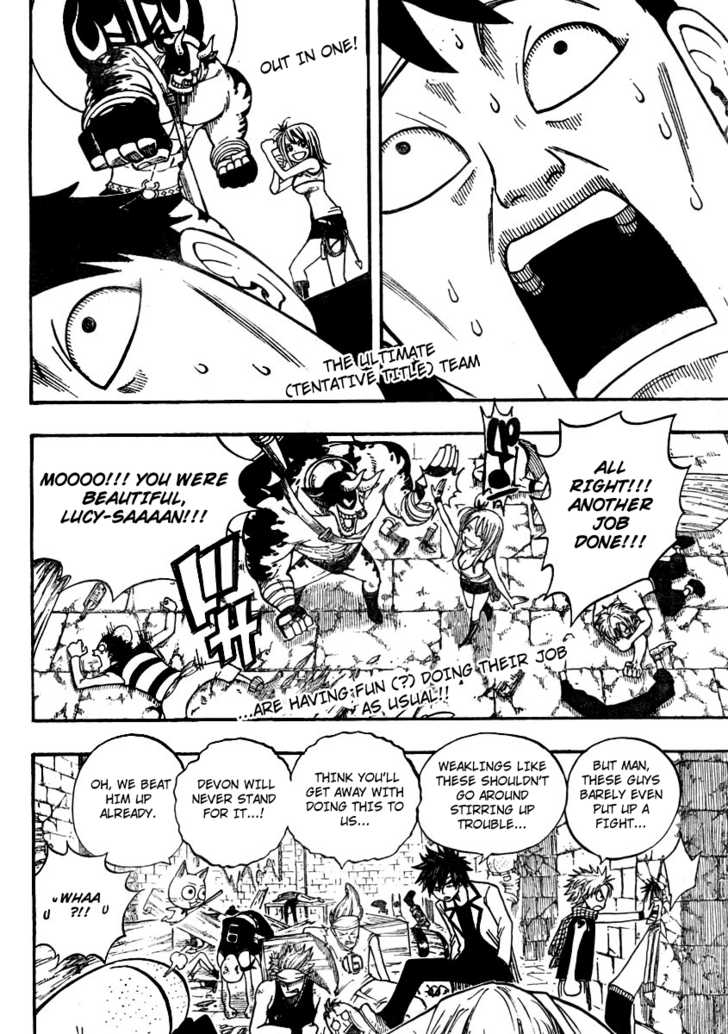 OUT IN ONE!
THE ULTIMATE
(TENTATIVE TITLE) TEAM
ALL
RIGHT!!!
ANOTHER
JOB
DONE!!!
MOOOO!!! YOU WERE
BEAUTIFUL,
LUCY-SAAAAN!!!
...ARE HAVING FUN (?) DOING THEIR JOB
AS USUAL!!
BUT MAN,
THESE GUYS
BARELY EVEN
PUT UP
A
FIGHT...
WEAKLINGS LIKE
THESE SHOULDN'T
GO AROUND
STIRRING UP
TROUBLE...
THINK YOU'LL
GET AWAY WITH
DOING THIS TO
US...
DEVON WILL
NEVER STAND
FOR IT...!
OH, WE BEAT
HIM UP
ALREADY.
WHAA
?!!
16